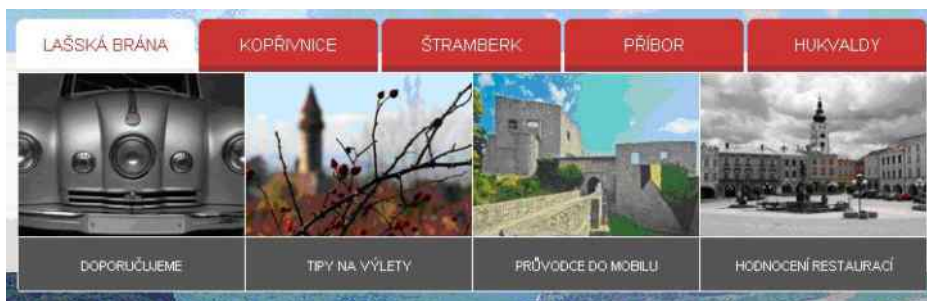 LAŠSKÁ BRÁNA KOPŘIVNICE ŠTRAMBERK PŘÍBOR HUKVALDY
DOPORUČUJEME TIPY NA VÝLETY PRŮVODCE DO MOBILU HODNOCENÍ RESTAURACÍ